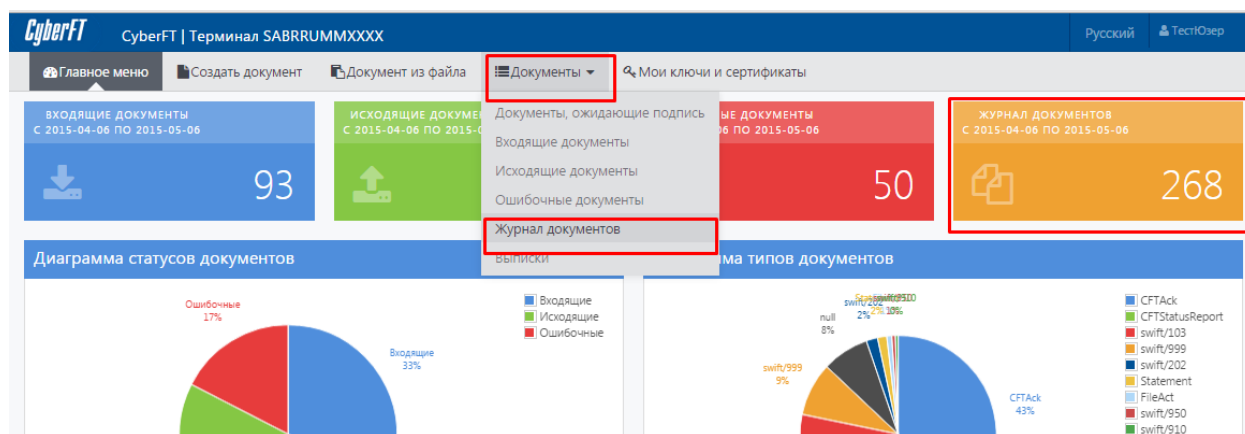 CyberFT
CyberFT | Терминал SABRRUMMXXXX
Русский
ТестЮзер
Главное меню
Создать документ
Документ из файла
Документы
Мои ключи и сертификаты
ВХОДЯЩИЕ ДОКУМЕНТЫ
С 2015-04-06 ПО 2015-05-06
93
ИСХОДЯЩИЕ ДОКУМЕ
С 2015-04-06 ПО 2015-0
Документы, ожидающие подпись
Входящие документы
Исходящие документы
Ошибочные документы
Журнал документов
Выписки
ЫЕ ДОКУМЕНТЫ
06 ПО 2015-05-06
50
ЖУРНАЛ ДОКУМЕНТОВ
С 2015-04-06 ПО 2015-05-06
268
Диаграмма статусов документов
Ошибочные
17%
Входящие
33%
Входящие
Исходящие
Ошибочные
ма типов документов
swift/202
2%
null
8%
swift/999
9%
CFTAck
43%
CFTAck
CFTStatusReport
swift/103
swift/999
swift/202
Statement
FileAct
swift/950
swift/910